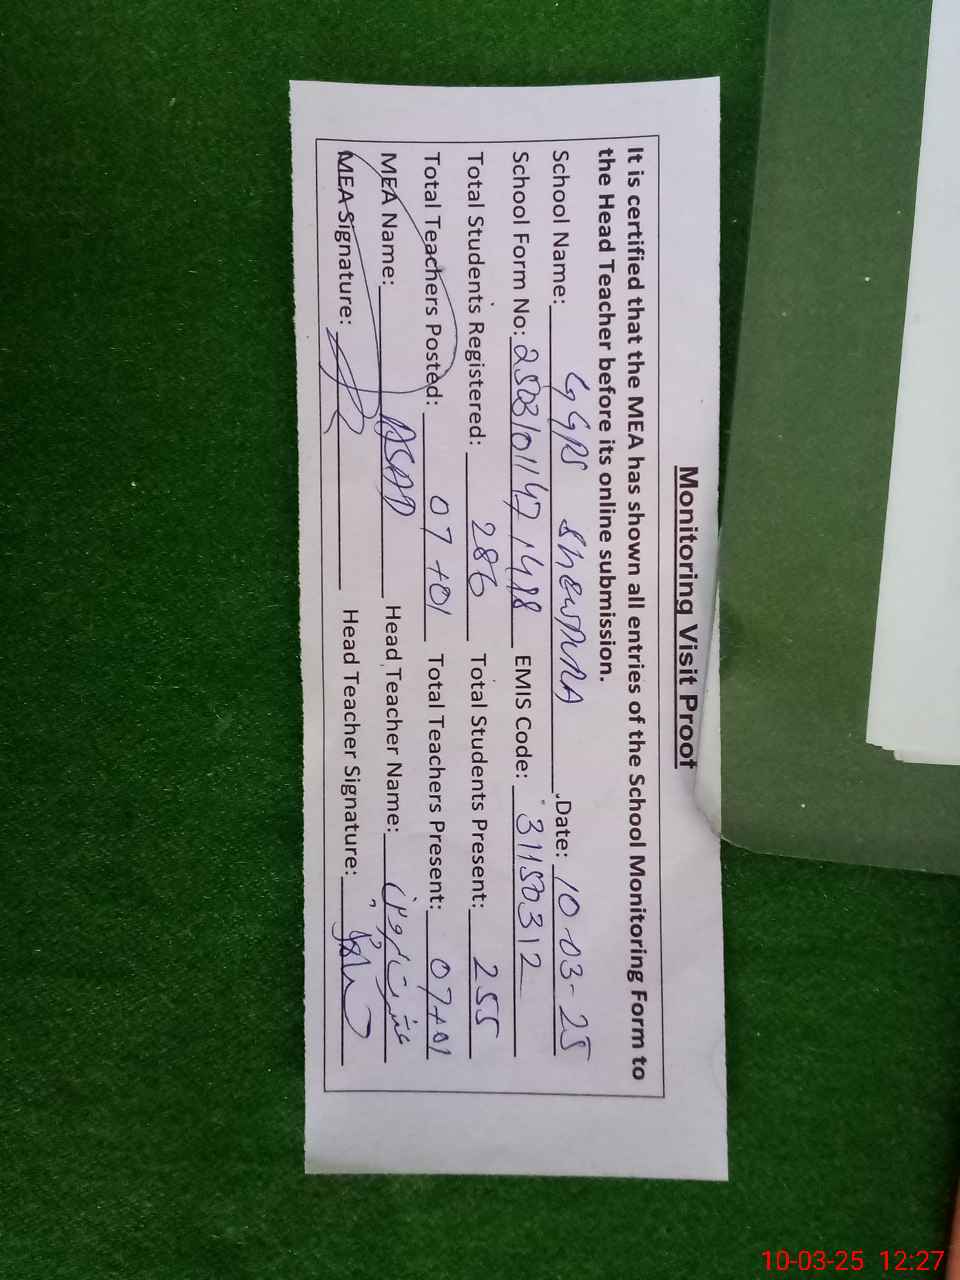 Monitoring Visit Proof
It is certified that the MEA has shown all entries of the School Monitoring Form to
the Head Teacher before its online submission.
School Name: GGPS Date: 10-03-25
School Form No: EMIS Code: 31150312
Total Students Registered: 286 Total Students Present: 255
Total Teachers Posted: 07+01 Total Teachers Present: 07+01
MEA Name: ASAD Head Teacher Name: عشرت پروین
MEA Signature: Head Teacher Signature:
10-03-25 12:27